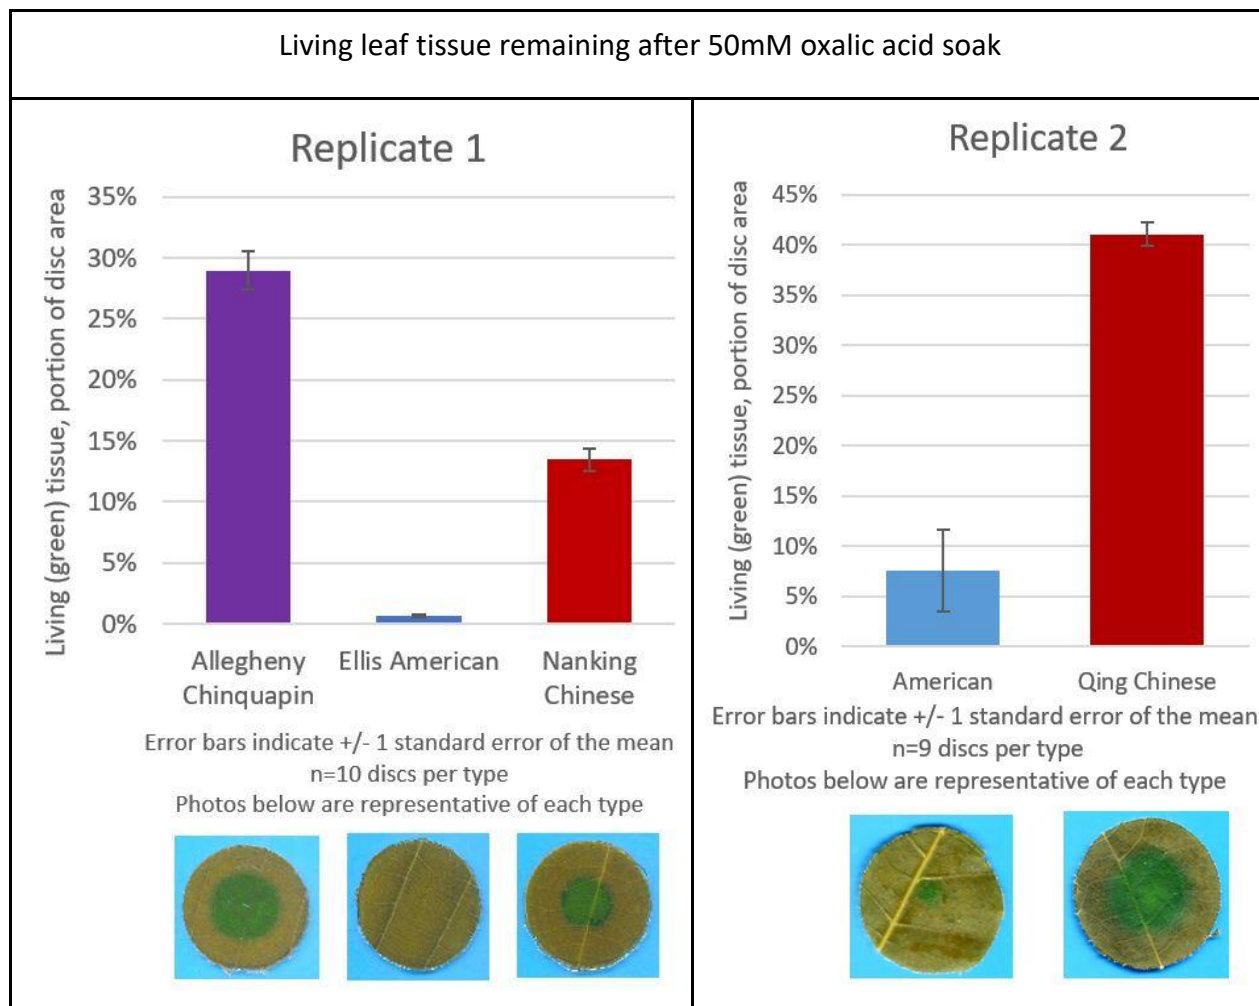 Living leaf tissue remaining after 50mM oxalic acid soak
Replicate 1
Living (green) tissue, portion of disc area
35%
30%
25%
20%
15%
10%
5%
0%
Allegheny Chinquapin
Ellis American
Nanking Chinese
Error bars indicate +/- 1 standard error of the mean
n=10 discs per type
Photos below are representative of each type
Replicate 2
Living (green) tissue, portion of disc area
45%
40%
35%
30%
25%
20%
15%
10%
5%
0%
American
Qing Chinese
Error bars indicate +/- 1 standard error of the mean
n=9 discs per type
Photos below are representative of each type